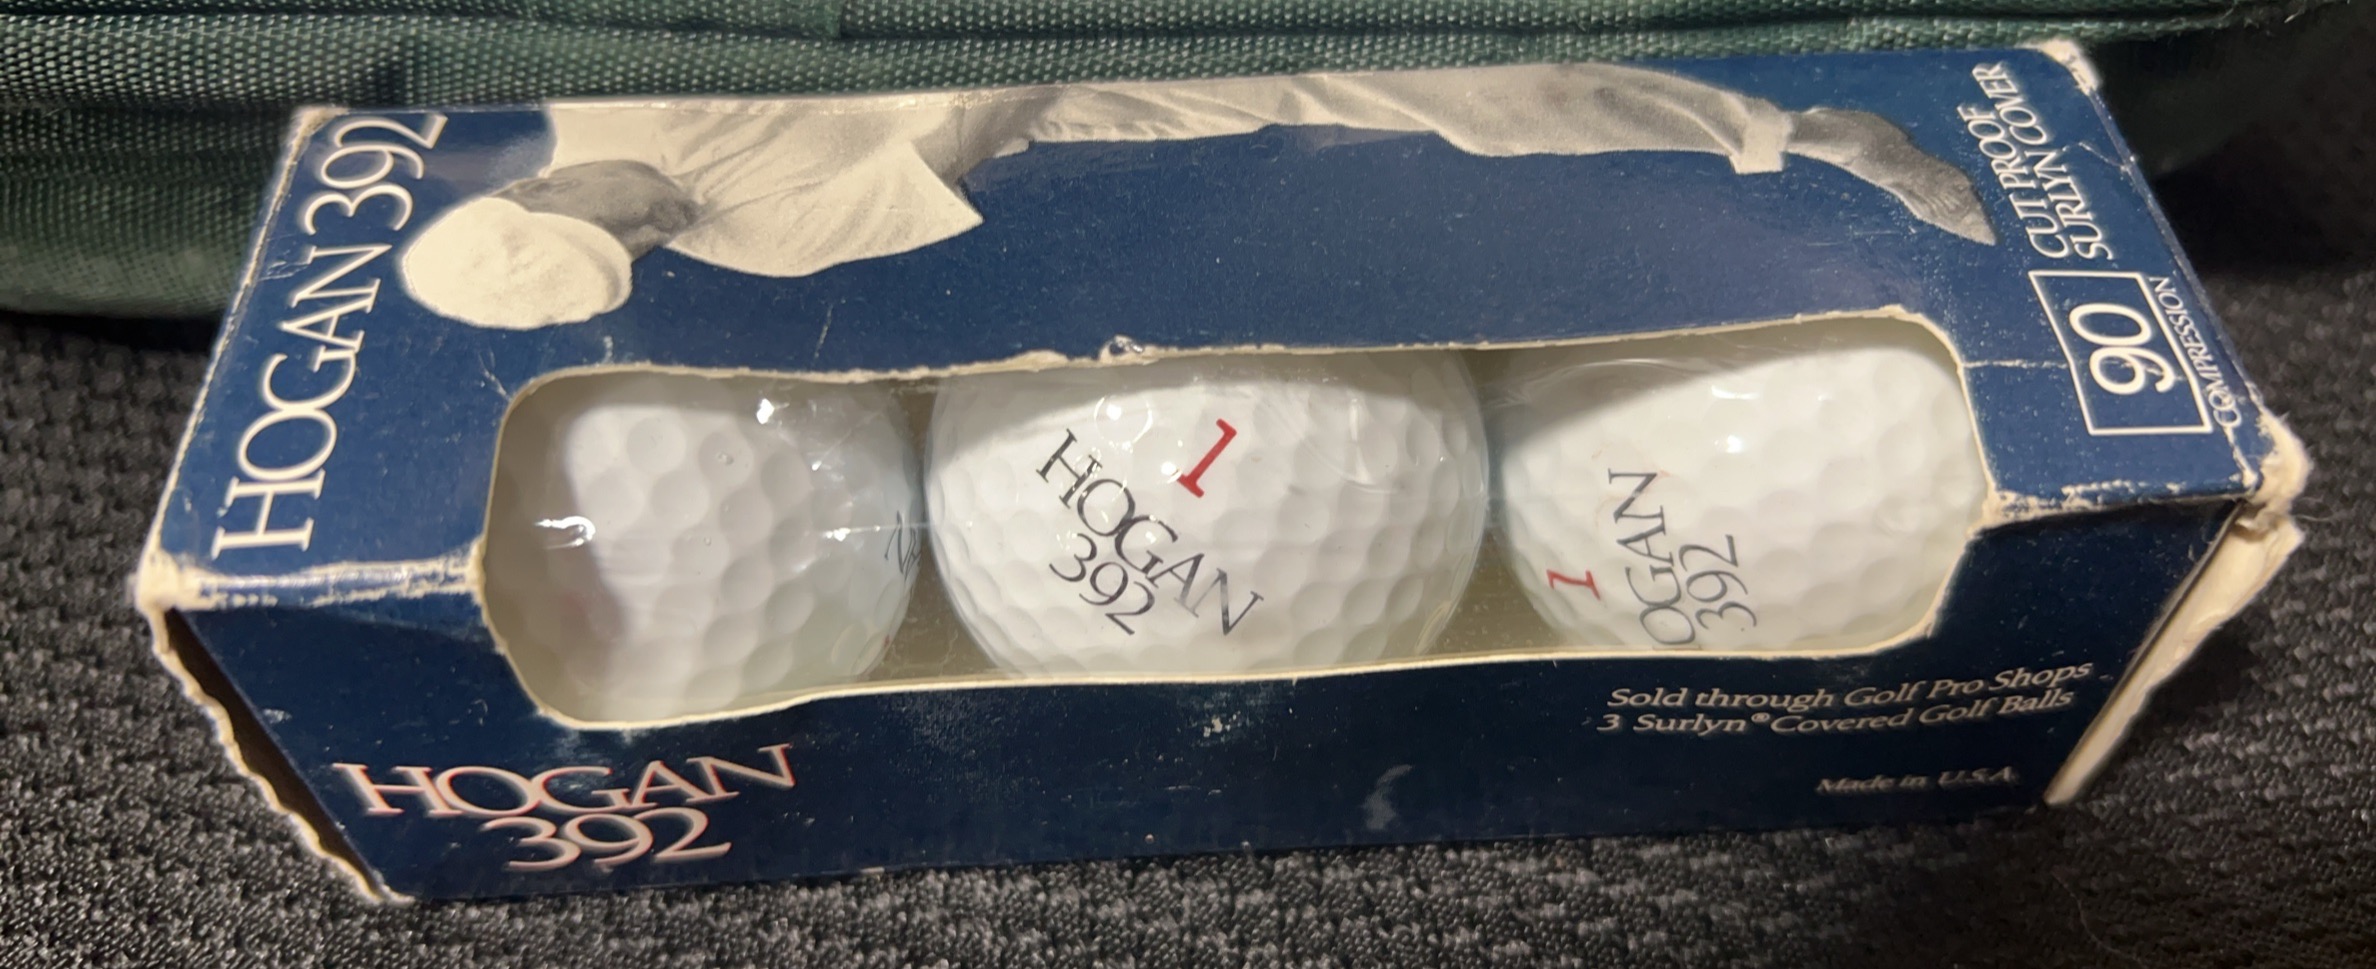 HOGAN 392
CUT PROOF
SURLYN COVER
90
COMPRESSION
1
HOGAN
392
1
OGAN
392
Sold through Golf Pro Shops
3 Surlyn® Covered Golf Balls
HOGAN
392
Made in U.S.A.